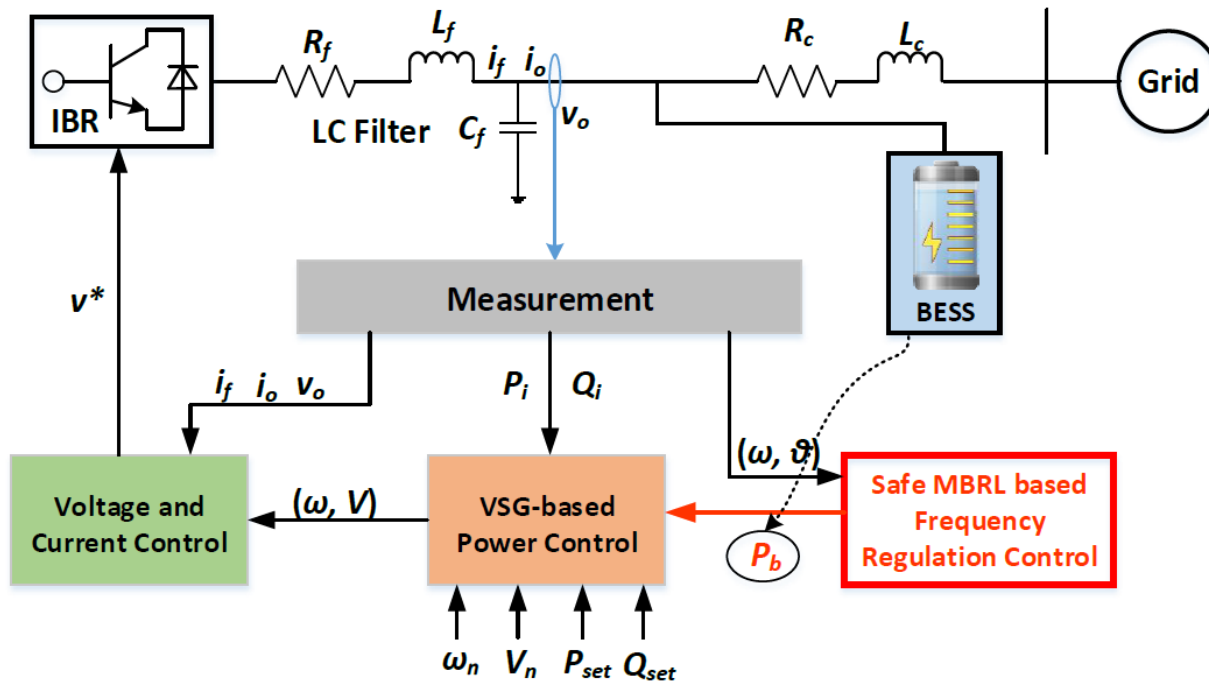 IBR
R_f
L_f
i_f i_o
R_c
L_c
Grid
LC Filter
C_f
v_o
BESS
v*
Measurement
i_f i_o v_o
P_i Q_i
(ω, ϑ)
Voltage and
Current Control
(ω, V)
VSG-based
Power Control
P_b
Safe MBRL based
Frequency
Regulation Control
ω_n V_n P_set Q_set